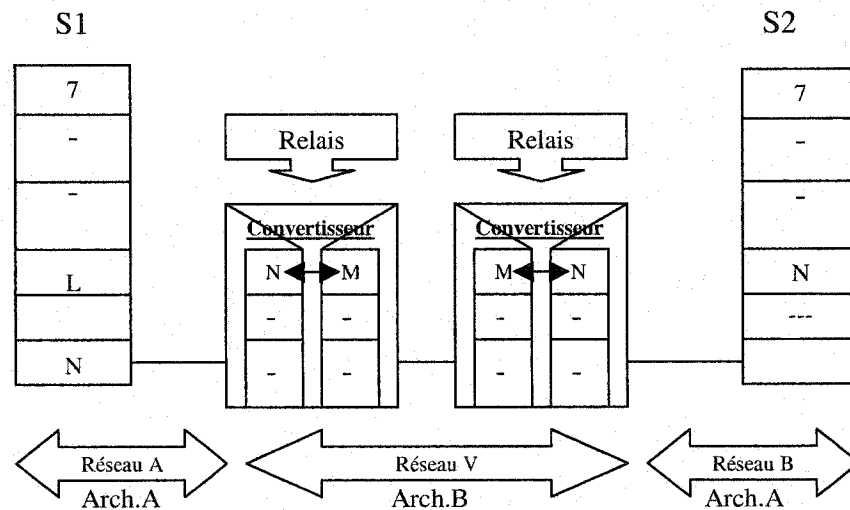 S1
S2
7
-
-
L
N
Relais
Relais
Convertisseur
N M
- -
- -
Convertisseur
M N
- -
- -
7
-
-
N
---
Réseau A
Réseau V
Réseau B
Arch.A
Arch.B
Arch.A